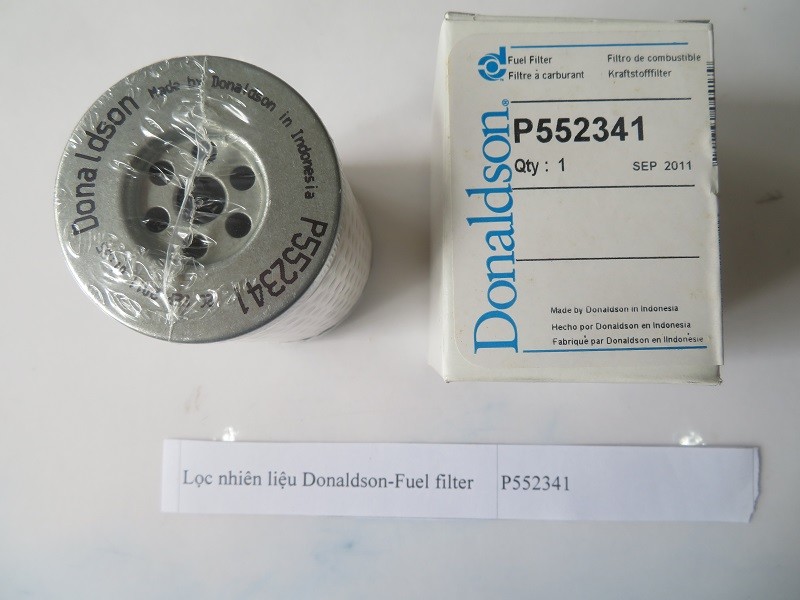 Donaldson Made by Donaldson in Indonesia P552341
Fuel Filter
Filtro de combustible
Filtre à carburant
Kraftstofffilter
Donaldson®
P552341
Qty : 1
SEP 2011
Made by Donaldson in Indonesia
Hecho por Donaldson en Indonesia
Fabriqué par Donaldson en IIndonésie
Lọc nhiên liệu Donaldson-Fuel filter
P552341